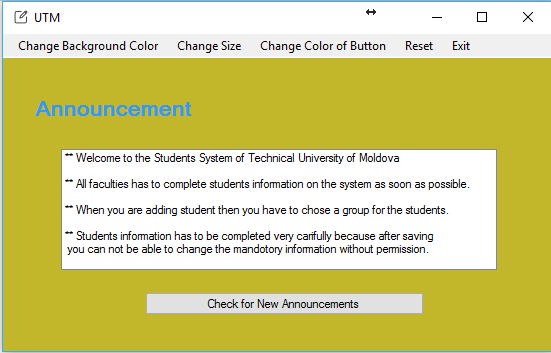 UTM
Change Background Color Change Size Change Color of Button Reset Exit
Announcement
** Welcome to the Students System of Technical University of Moldova
** All faculties has to complete students information on the system as soon as possible.
** When you are adding student then you have to chose a group for the students.
** Students information has to be completed very carifully because after saving
you can not be able to change the mandotory information without permission.
Check for New Announcements